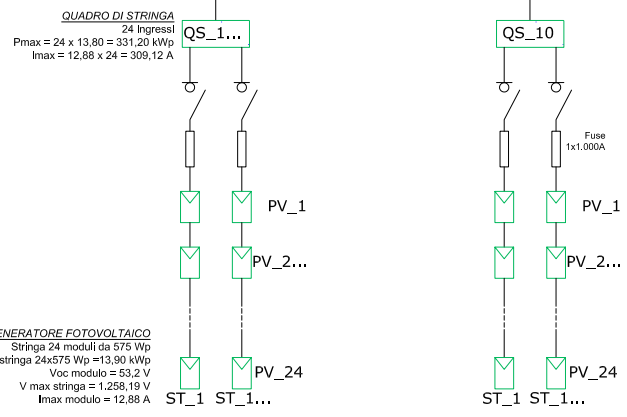 QUADRO DI STRINGA
24 Ingressi
Pmax = 24 x 13,80 = 331,20 kWp
Imax = 12,88 x 24 = 309,12 A
QS_1...
QS_10
Fuse
1x1.000A
PV_1
PV_1
PV_2...
PV_2...
ENERATORE FOTOVOLTAICO
Stringa 24 moduli da 575 Wp
stringa 24x575 Wp =13,90 kWp
Voc modulo = 53,2 V
V max stringa = 1.258,19 V
Imax modulo = 12,88 A
PV_24
PV_24
ST_1 ST_1...
ST_1 ST_1...